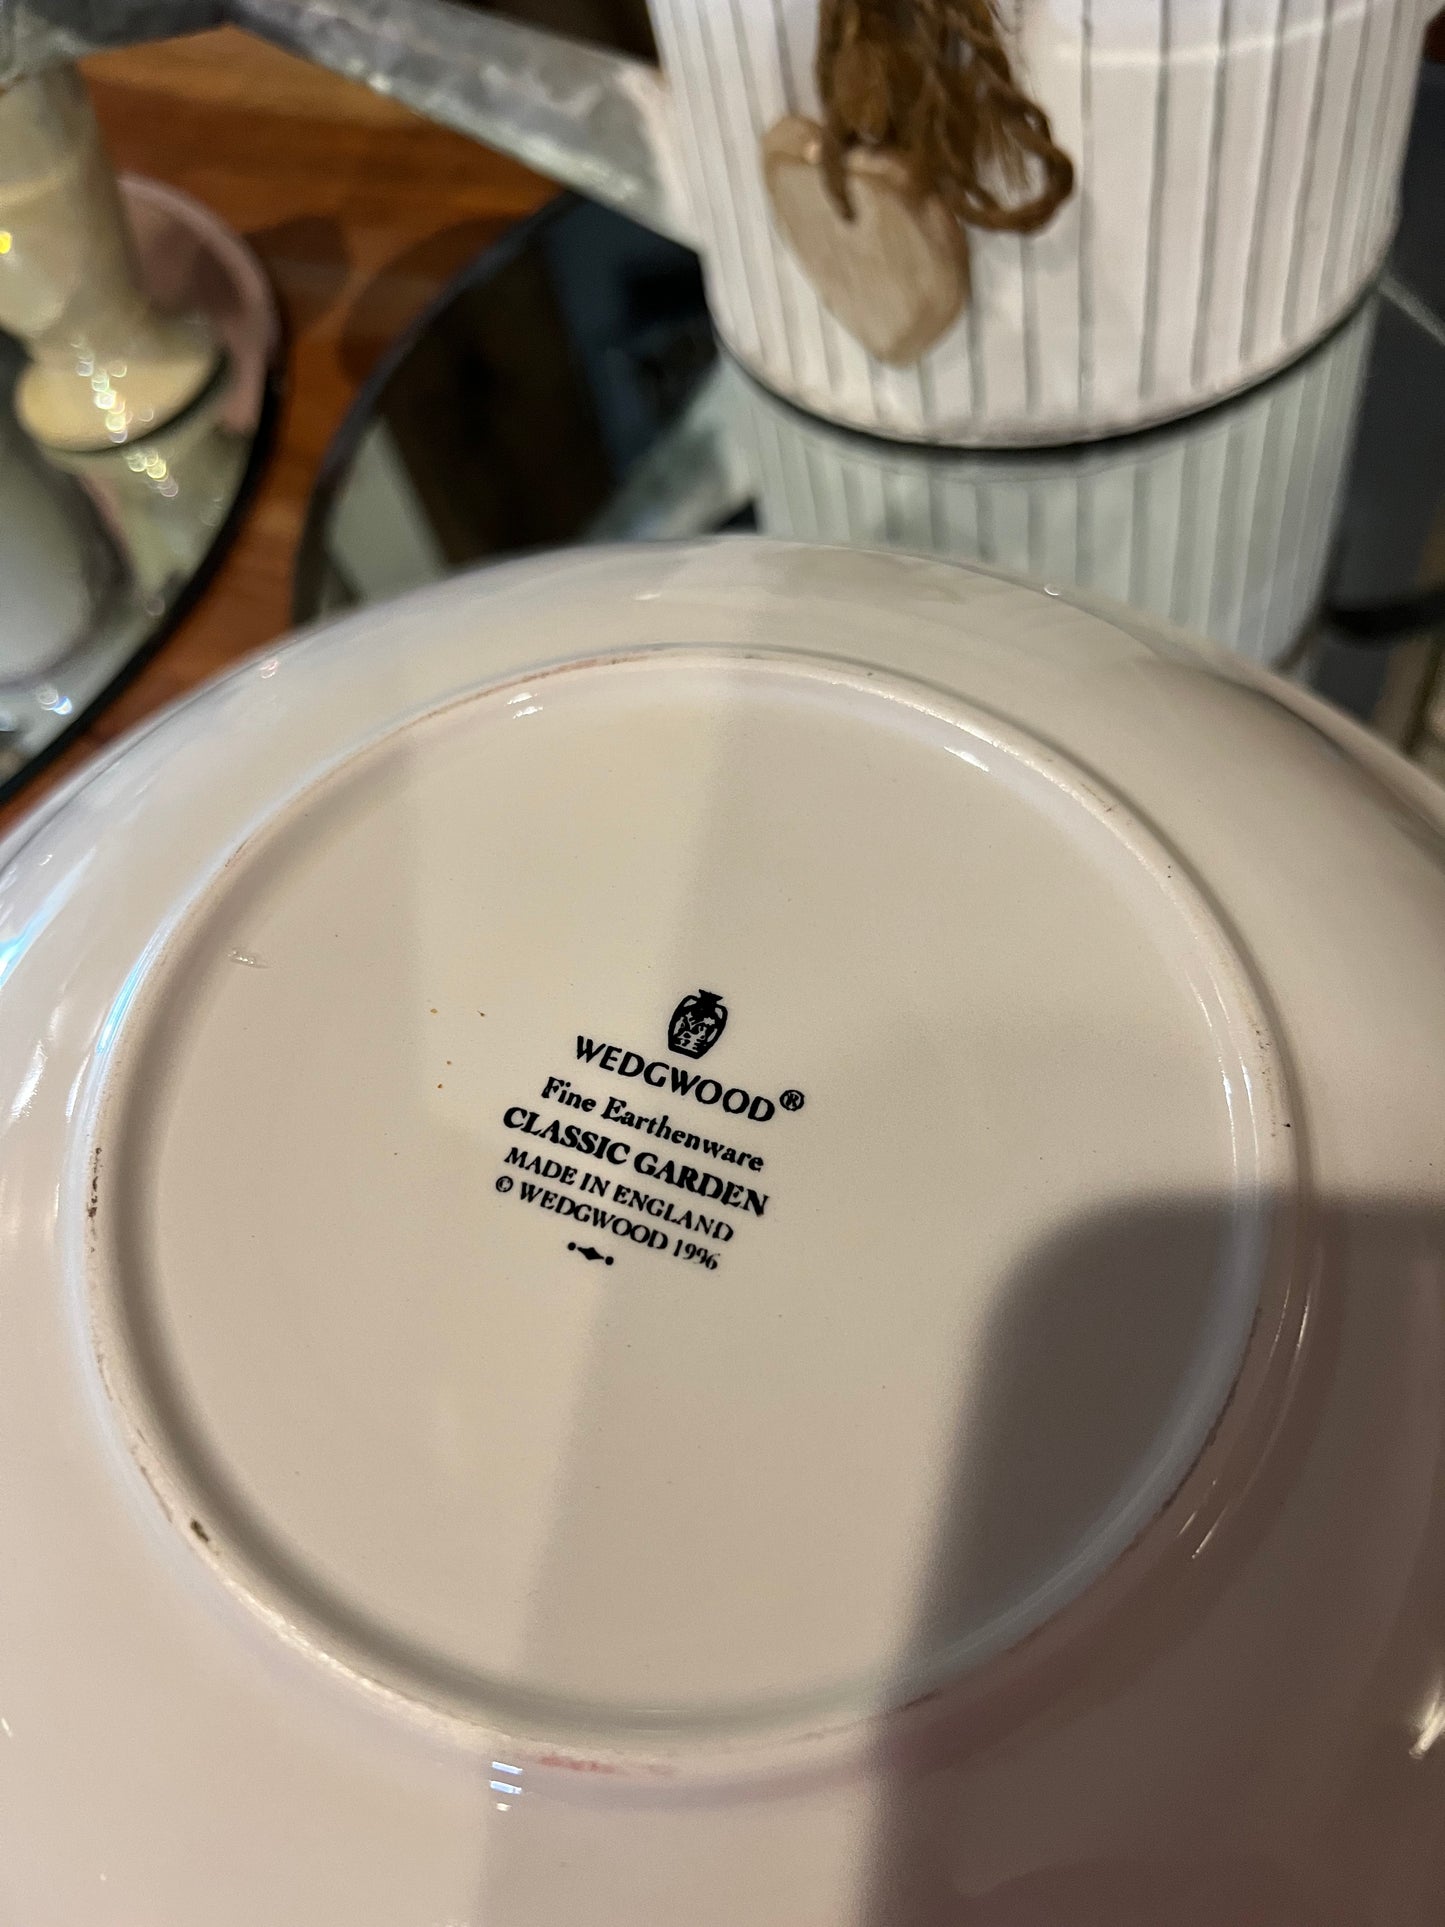 WEDGWOOD®
Fine Earthenware
CLASSIC GARDEN
MADE IN ENGLAND
© WEDGWOOD 1996